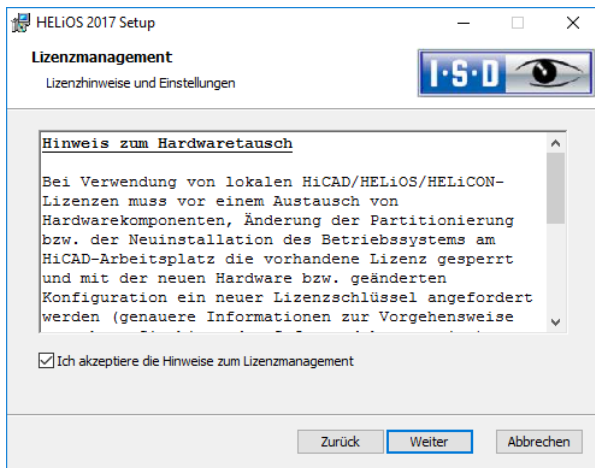 HELiOS 2017 Setup
Lizenzmanagement
Lizenzhinweise und Einstellungen
I·S·D
Hinweis zum Hardwaretausch
Bei Verwendung von lokalen HiCAD/HELiOS/HELiCON-
Lizenzen muss vor einem Austausch von
Hardwarekomponenten, Änderung der Partitionierung
bzw. der Neuinstallation des Betriebssystems am
HiCAD-Arbeitsplatz die vorhandene Lizenz gesperrt
und mit der neuen Hardware bzw. geänderten
Konfiguration ein neuer Lizenzschlüssel angefordert
werden (genauere Informationen zur Vorgehensweise
Ich akzeptiere die Hinweise zum Lizenzmanagement
Zurück
Weiter
Abbrechen